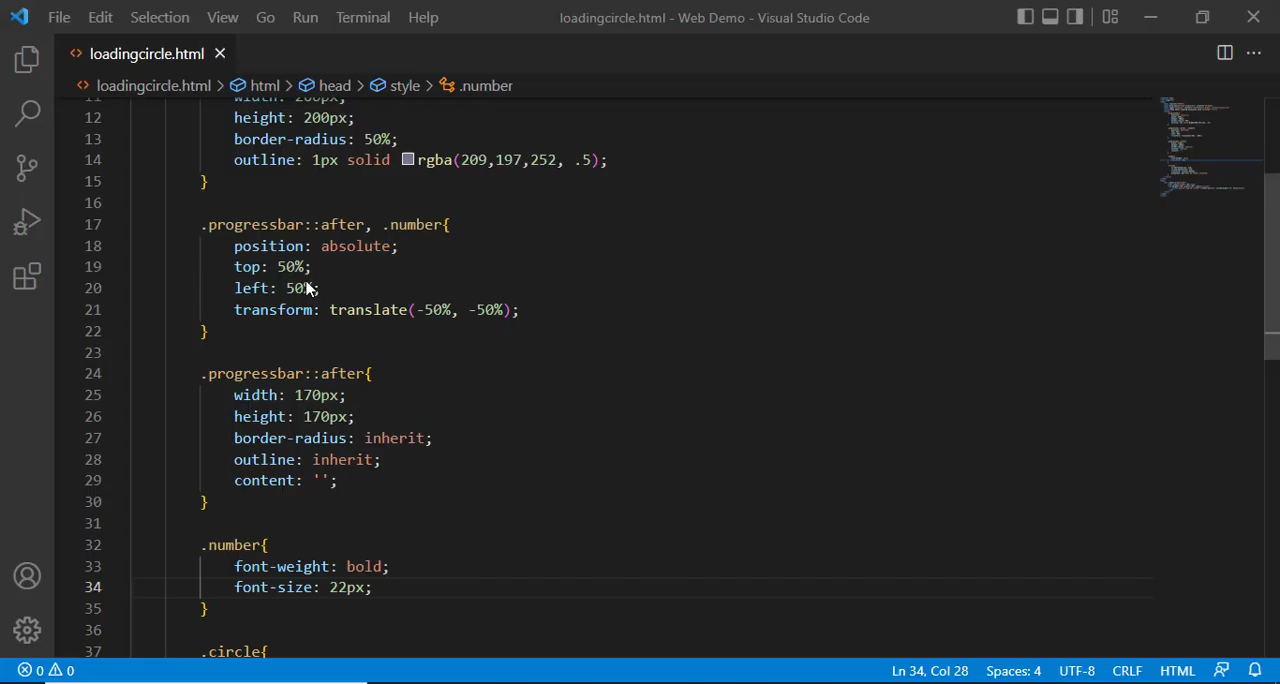 File Edit Selection View Go Run Terminal Help loadingcircle.html - Web Demo - Visual Studio Code
loadingcircle.html
loadingcircle.html > html > head > style > .number
11 width: 200px;
12 height: 200px;
13 border-radius: 50%;
14 outline: 1px solid rgba(209,197,252, .5);
15 }
16
17 .progressbar::after, .number{
18 position: absolute;
19 top: 50%;
20 left: 50%;
21 transform: translate(-50%, -50%);
22 }
23
24 .progressbar::after{
25 width: 170px;
26 height: 170px;
27 border-radius: inherit;
28 outline: inherit;
29 content: '';
30 }
31
32 .number{
33 font-weight: bold;
34 font-size: 22px;
35 }
36
37 .circle{
0 0 Ln 34, Col 28 Spaces: 4 UTF-8 CRLF HTML